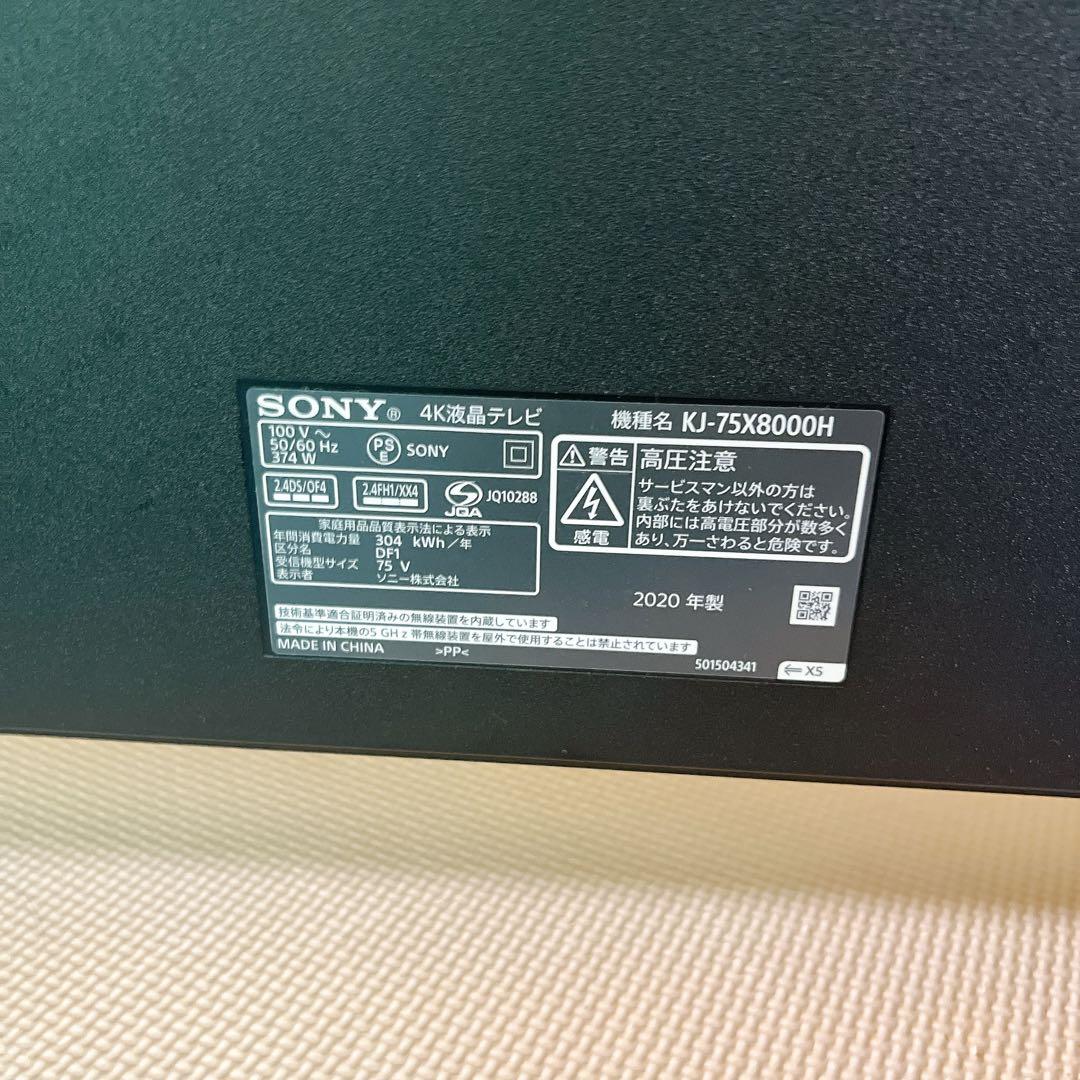 SONY® 4K液晶テレビ 機種名 KJ-75X8000H
100 V ～
50/60 Hz
374 W
PS
E
SONY
2.4DS/OF4
2.4FH1/XX4
JQA
JQ10288
家庭用品品質表示法による表示
年間消費電力量 304 kWh/年
区分名 DF1
受信機型サイズ 75 V
表示者 ソニー株式会社
警告
感電
高圧注意
サービスマン以外の方は
裏ぶたをあけないでください。
内部には高電圧部分が数多く
あり、万一さわると危険です。
2020 年製
技術基準適合証明済みの無線装置を内蔵しています
法令により本機の5 GHz帯無線装置を屋外で使用することは禁止されています
MADE IN CHINA >PP<
501504341
⇐ X5